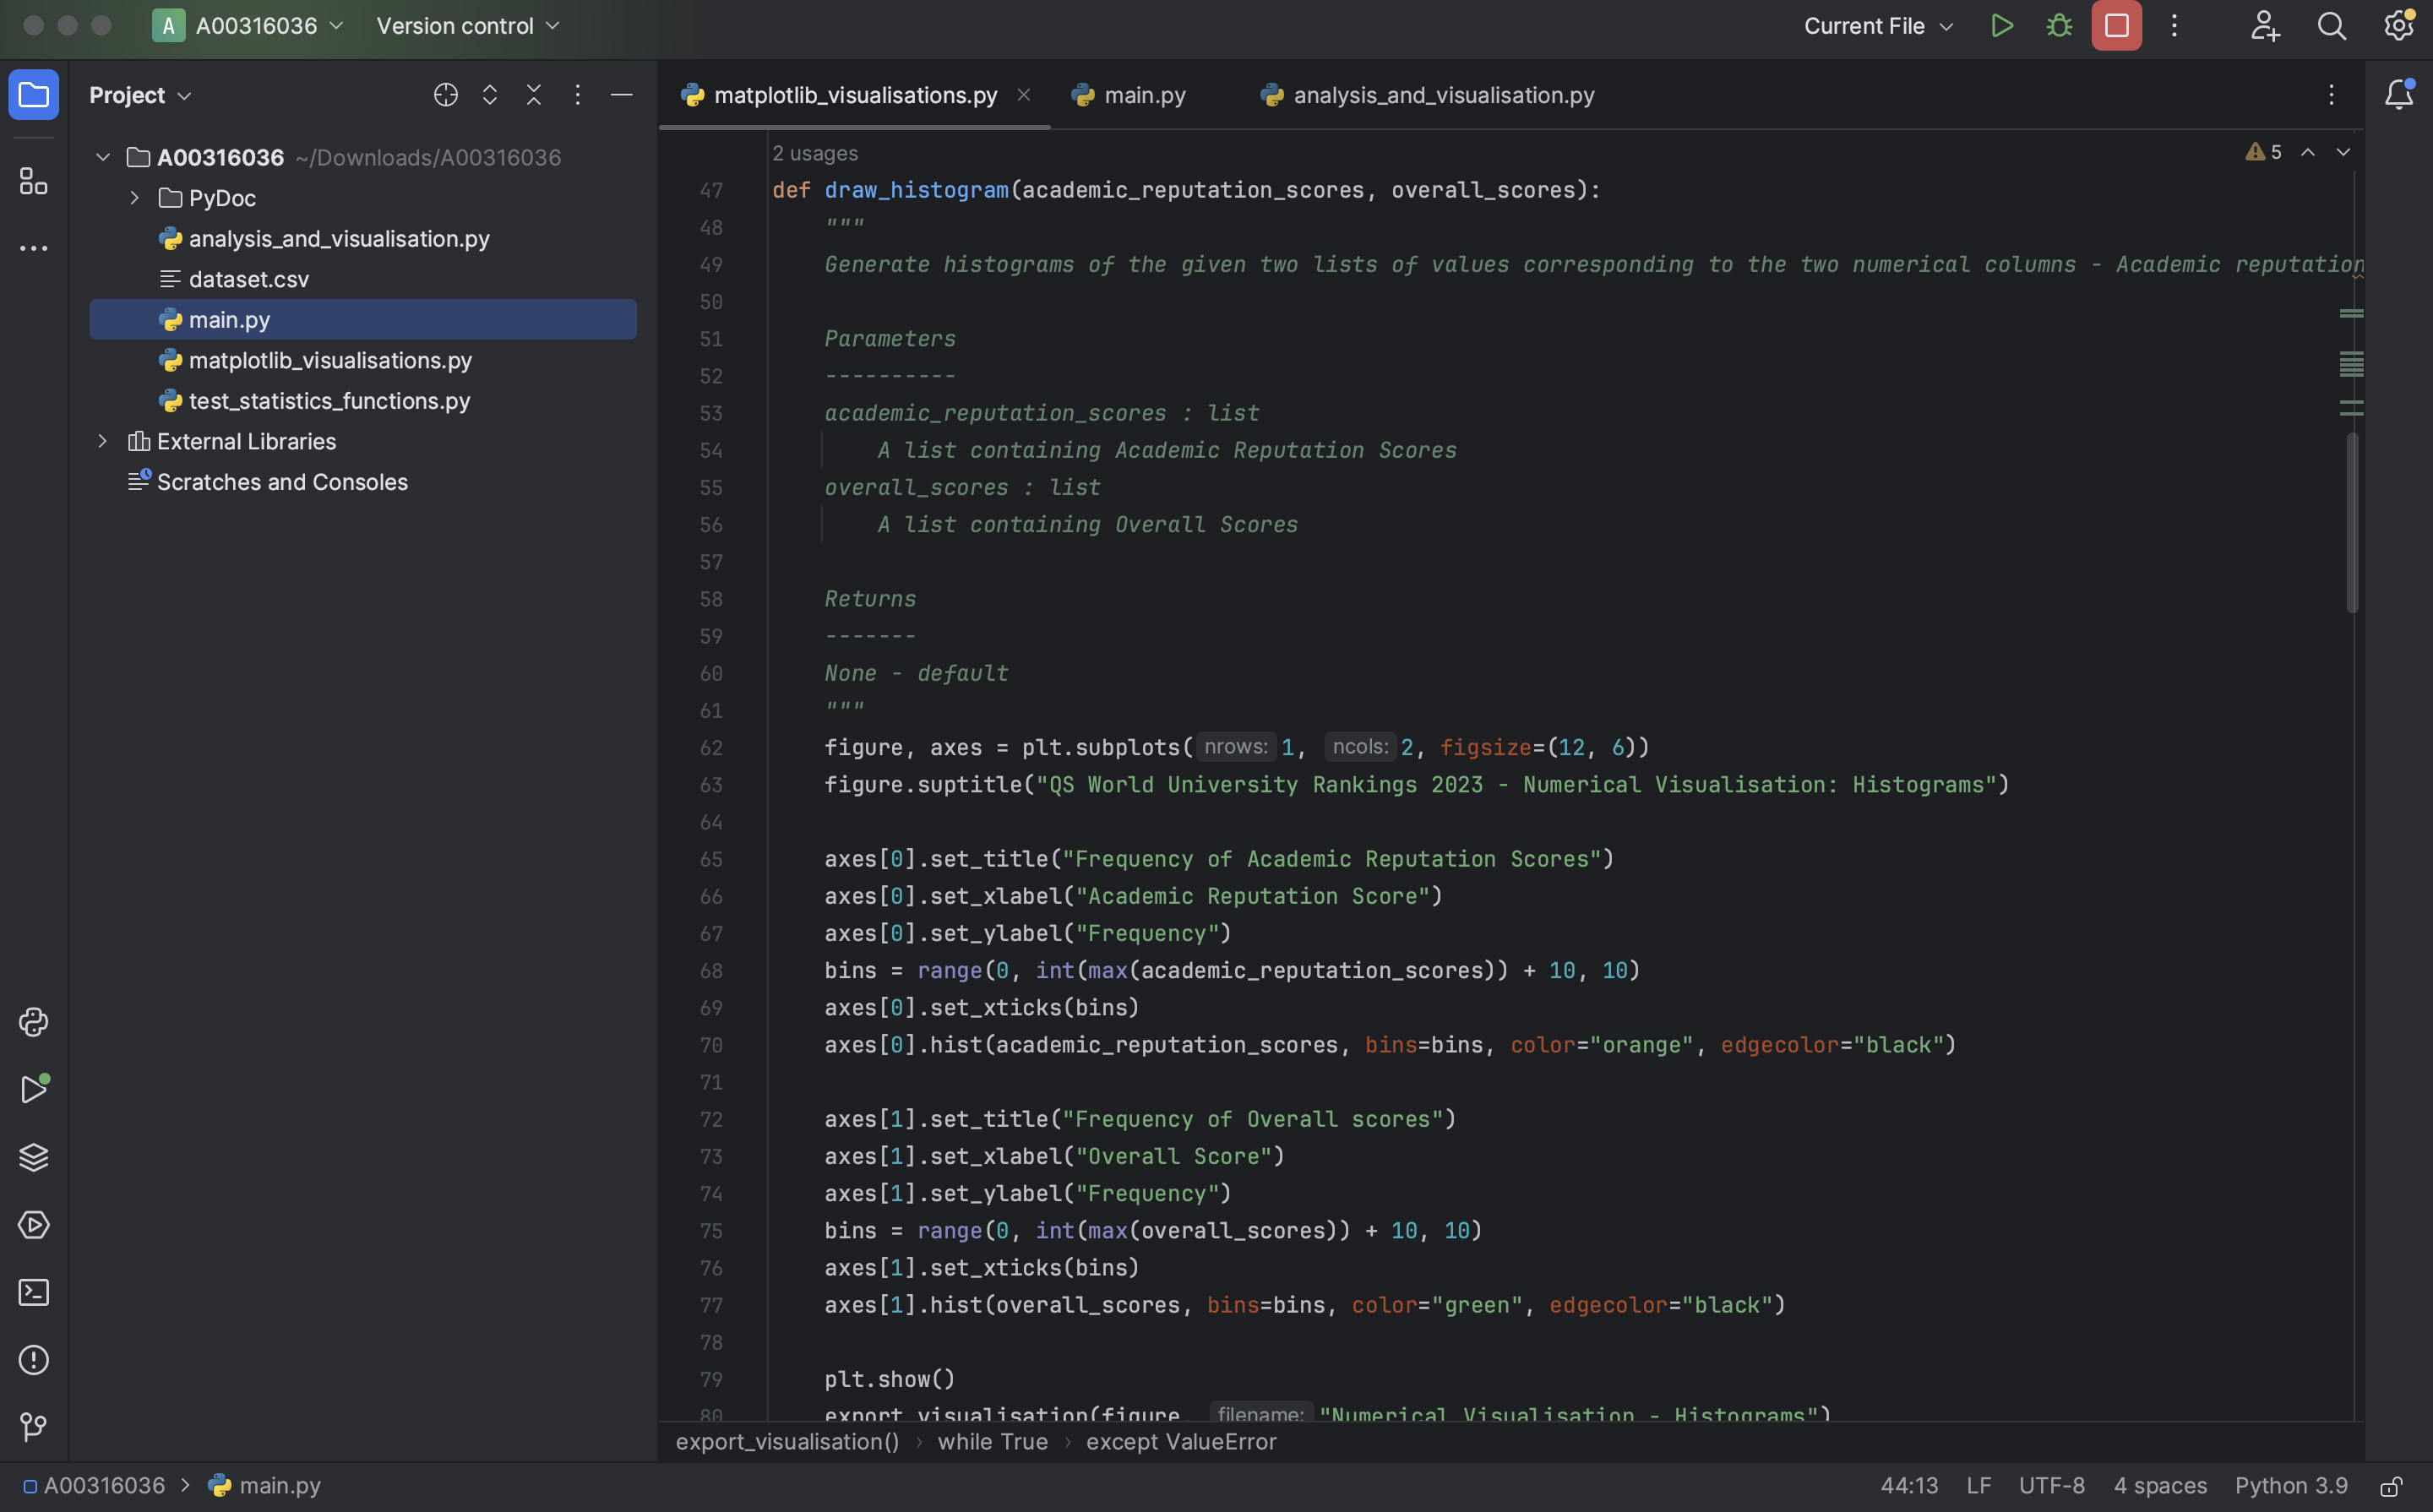 A A00316036 Version control Current File
Project
A00316036 ~/Downloads/A00316036
PyDoc
analysis_and_visualisation.py
dataset.csv
main.py
matplotlib_visualisations.py
test_statistics_functions.py
External Libraries
Scratches and Consoles
matplotlib_visualisations.py main.py analysis_and_visualisation.py
2 usages 5
47 def draw_histogram(academic_reputation_scores, overall_scores):
48 """
49 Generate histograms of the given two lists of values corresponding to the two numerical columns - Academic reputation
50
51 Parameters
52 ----------
53 academic_reputation_scores : list
54 A list containing Academic Reputation Scores
55 overall_scores : list
56 A list containing Overall Scores
57
58 Returns
59 -------
60 None - default
61 """
62 figure, axes = plt.subplots( nrows: 1, ncols: 2, figsize=(12, 6))
63 figure.suptitle("QS World University Rankings 2023 - Numerical Visualisation: Histograms")
64
65 axes[0].set_title("Frequency of Academic Reputation Scores")
66 axes[0].set_xlabel("Academic Reputation Score")
67 axes[0].set_ylabel("Frequency")
68 bins = range(0, int(max(academic_reputation_scores)) + 10, 10)
69 axes[0].set_xticks(bins)
70 axes[0].hist(academic_reputation_scores, bins=bins, color="orange", edgecolor="black")
71
72 axes[1].set_title("Frequency of Overall scores")
73 axes[1].set_xlabel("Overall Score")
74 axes[1].set_ylabel("Frequency")
75 bins = range(0, int(max(overall_scores)) + 10, 10)
76 axes[1].set_xticks(bins)
77 axes[1].hist(overall_scores, bins=bins, color="green", edgecolor="black")
78
79 plt.show()
80 export_visualisation(figure, filename: "Numerical Visualisation - Histograms")
export_visualisation() › while True › except ValueError
A00316036 > main.py 44:13 LF UTF-8 4 spaces Python 3.9